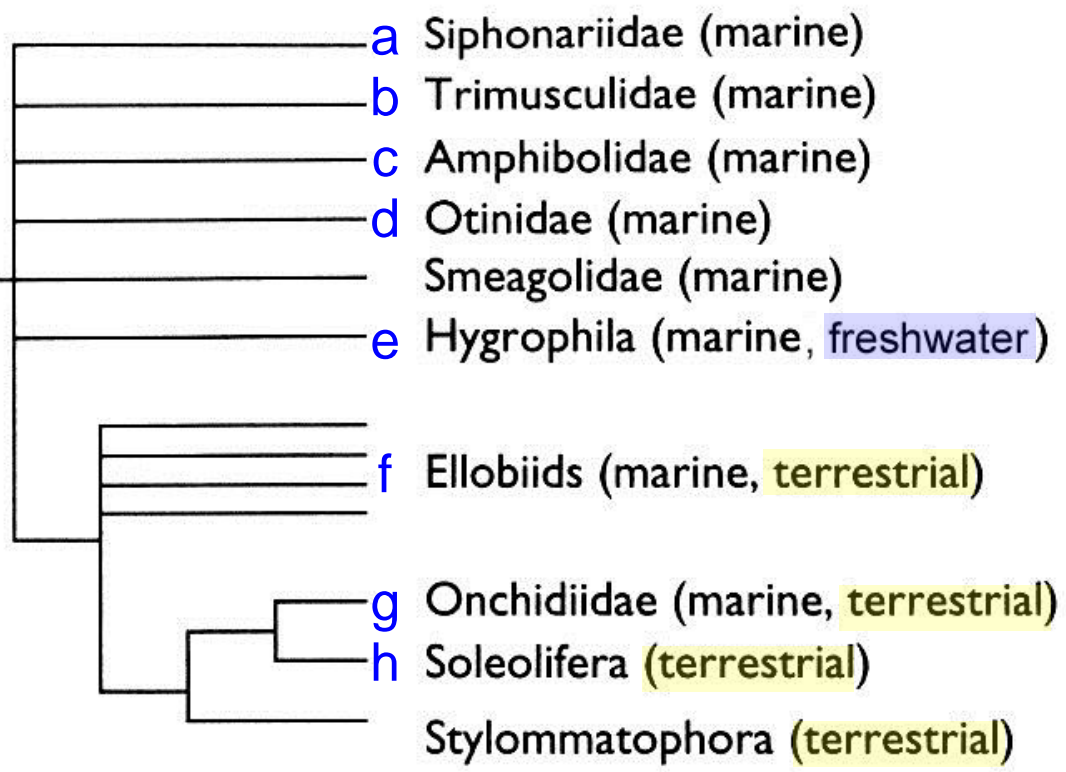 a Siphonariidae (marine)
b Trimusculidae (marine)
c Amphibolidae (marine)
d Otinidae (marine)
Smeagolidae (marine)
e Hygrophila (marine, freshwater)
f Ellobiids (marine, terrestrial)
g Onchidiidae (marine, terrestrial)
h Soleolifera (terrestrial)
Stylommatophora (terrestrial)